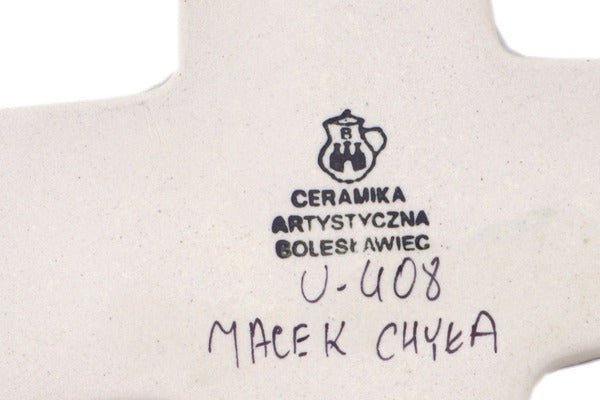 B
CERAMIKA
ARTYSTYCZNA
BOLESŁAWIEC
U-408
MACEK CHYŁA